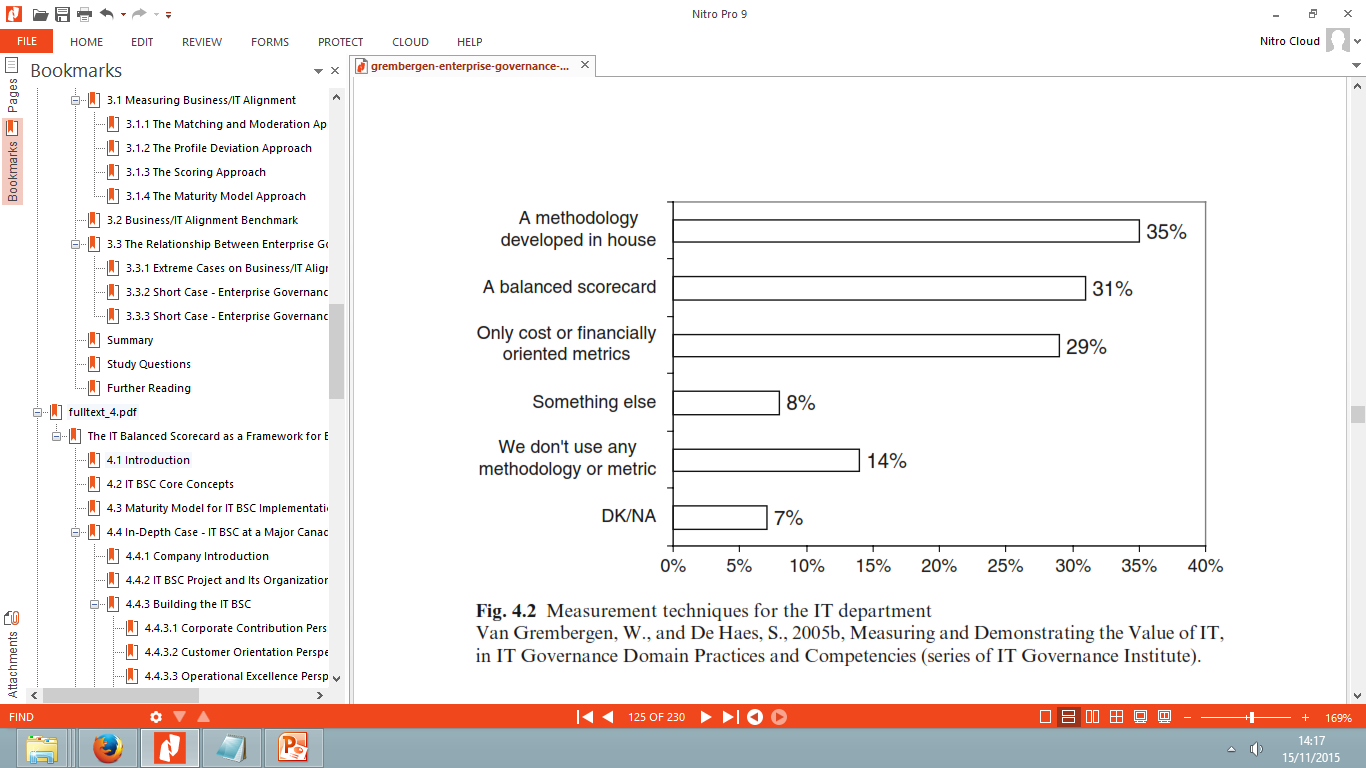 Nitro Pro 9
FILE
HOME
EDIT
REVIEW
FORMS
PROTECT
CLOUD
HELP
Nitro Cloud
Pages
Bookmarks
Attachments
Bookmarks
3.1 Measuring Business/IT Alignment
3.1.1 The Matching and Moderation Ap
3.1.2 The Profile Deviation Approach
3.1.3 The Scoring Approach
3.1.4 The Maturity Model Approach
3.2 Business/IT Alignment Benchmark
3.3 The Relationship Between Enterprise Go
3.3.1 Extreme Cases on Business/IT Align
3.3.2 Short Case - Enterprise Governanc
3.3.3 Short Case - Enterprise Governanc
Summary
Study Questions
Further Reading
fulltext_4.pdf
The IT Balanced Scorecard as a Framework for E
4.1 Introduction
4.2 IT BSC Core Concepts
4.3 Maturity Model for IT BSC Implementati
4.4 In-Depth Case - IT BSC at a Major Canad
4.4.1 Company Introduction
4.4.2 IT BSC Project and Its Organization
4.4.3 Building the IT BSC
4.4.3.1 Corporate Contribution Pers
4.4.3.2 Customer Orientation Perspe
4.4.3.3 Operational Excellence Persp
grembergen-enterprise-governance-...
A methodology
developed in house
35%
A balanced scorecard
31%
Only cost or financially
oriented metrics
29%
Something else
8%
We don't use any
methodology or metric
14%
DK/NA
7%
0% 5% 10% 15% 20% 25% 30% 35% 40%
Fig. 4.2 Measurement techniques for the IT department
Van Grembergen, W., and De Haes, S., 2005b, Measuring and Demonstrating the Value of IT,
in IT Governance Domain Practices and Competencies (series of IT Governance Institute).
FIND
125 OF 230
169%
14:17
15/11/2015